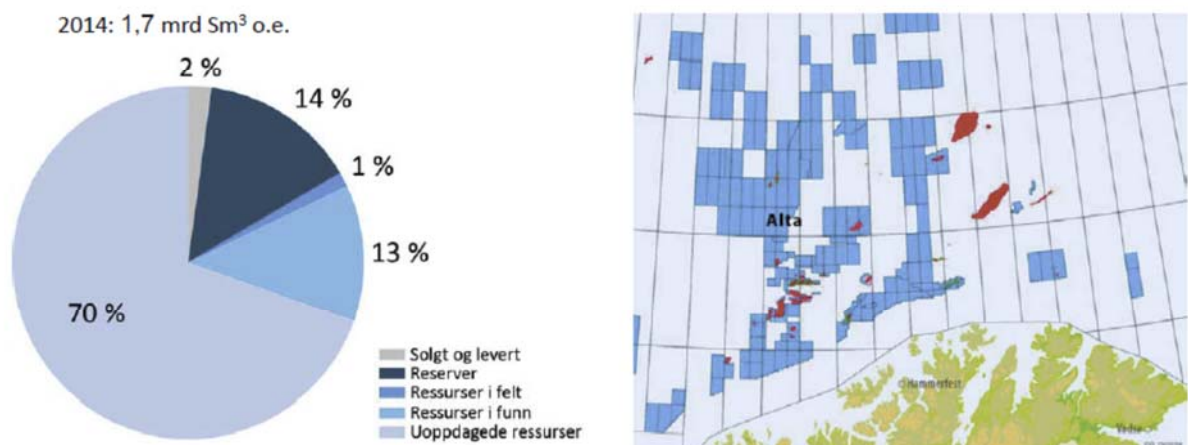 2014: 1,7 mrd Sm³ o.e.
2 %
14 %
1 %
13 %
70 %
Solgt og levert
Reserver
Ressurser i felt
Ressurser i funn
Uoppdagede ressurser
Alta
Hammerfest